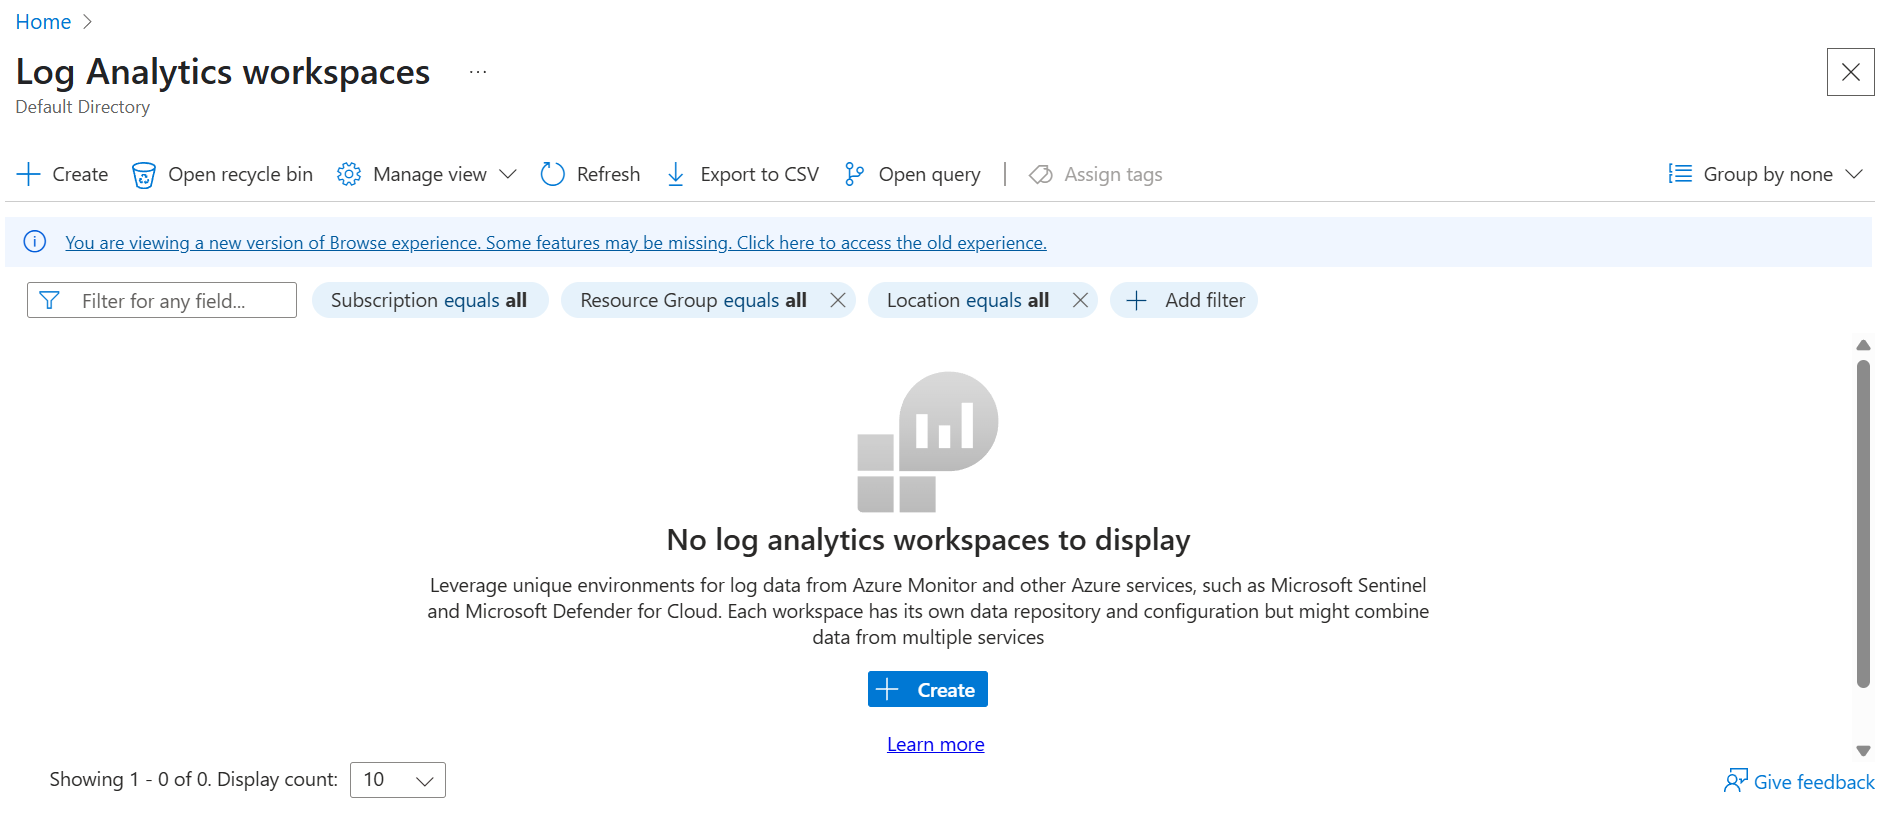 Home
Log Analytics workspaces ...
Default Directory
Create Open recycle bin Manage view Refresh Export to CSV Open query Assign tags Group by none
You are viewing a new version of Browse experience. Some features may be missing. Click here to access the old experience.
Filter for any field... Subscription equals all Resource Group equals all Location equals all Add filter
No log analytics workspaces to display
Leverage unique environments for log data from Azure Monitor and other Azure services, such as Microsoft Sentinel
and Microsoft Defender for Cloud. Each workspace has its own data repository and configuration but might combine
data from multiple services
Create
Learn more
Showing 1 - 0 of 0. Display count: 10
Give feedback